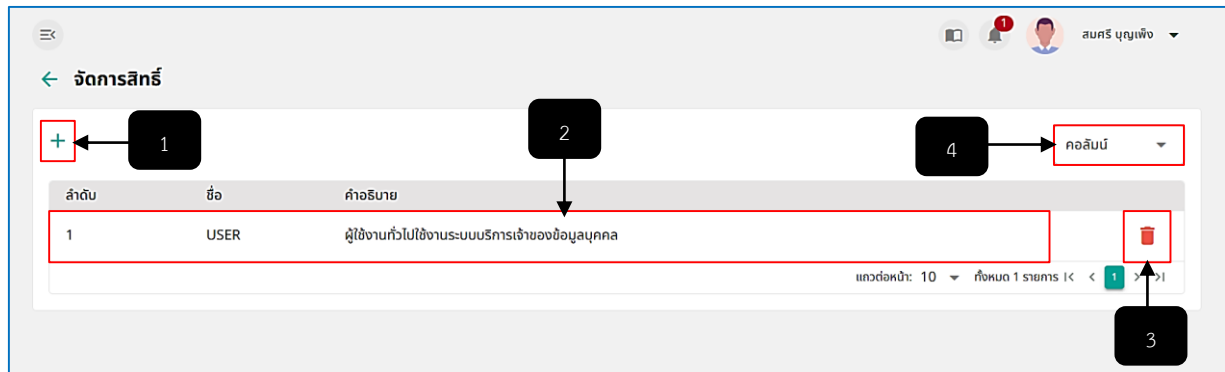 1
สมศรี บุญเพ็ง
จัดการสิทธิ์
1
2
4
คอลัมน์
ลำดับ ชื่อ คำอธิบาย
1 USER ผู้ใช้งานทั่วไปใช้งานระบบบริการเจ้าของข้อมูลบุคคล
แถวต่อหน้า: 10 ทั้งหมด 1 รายการ 1
3